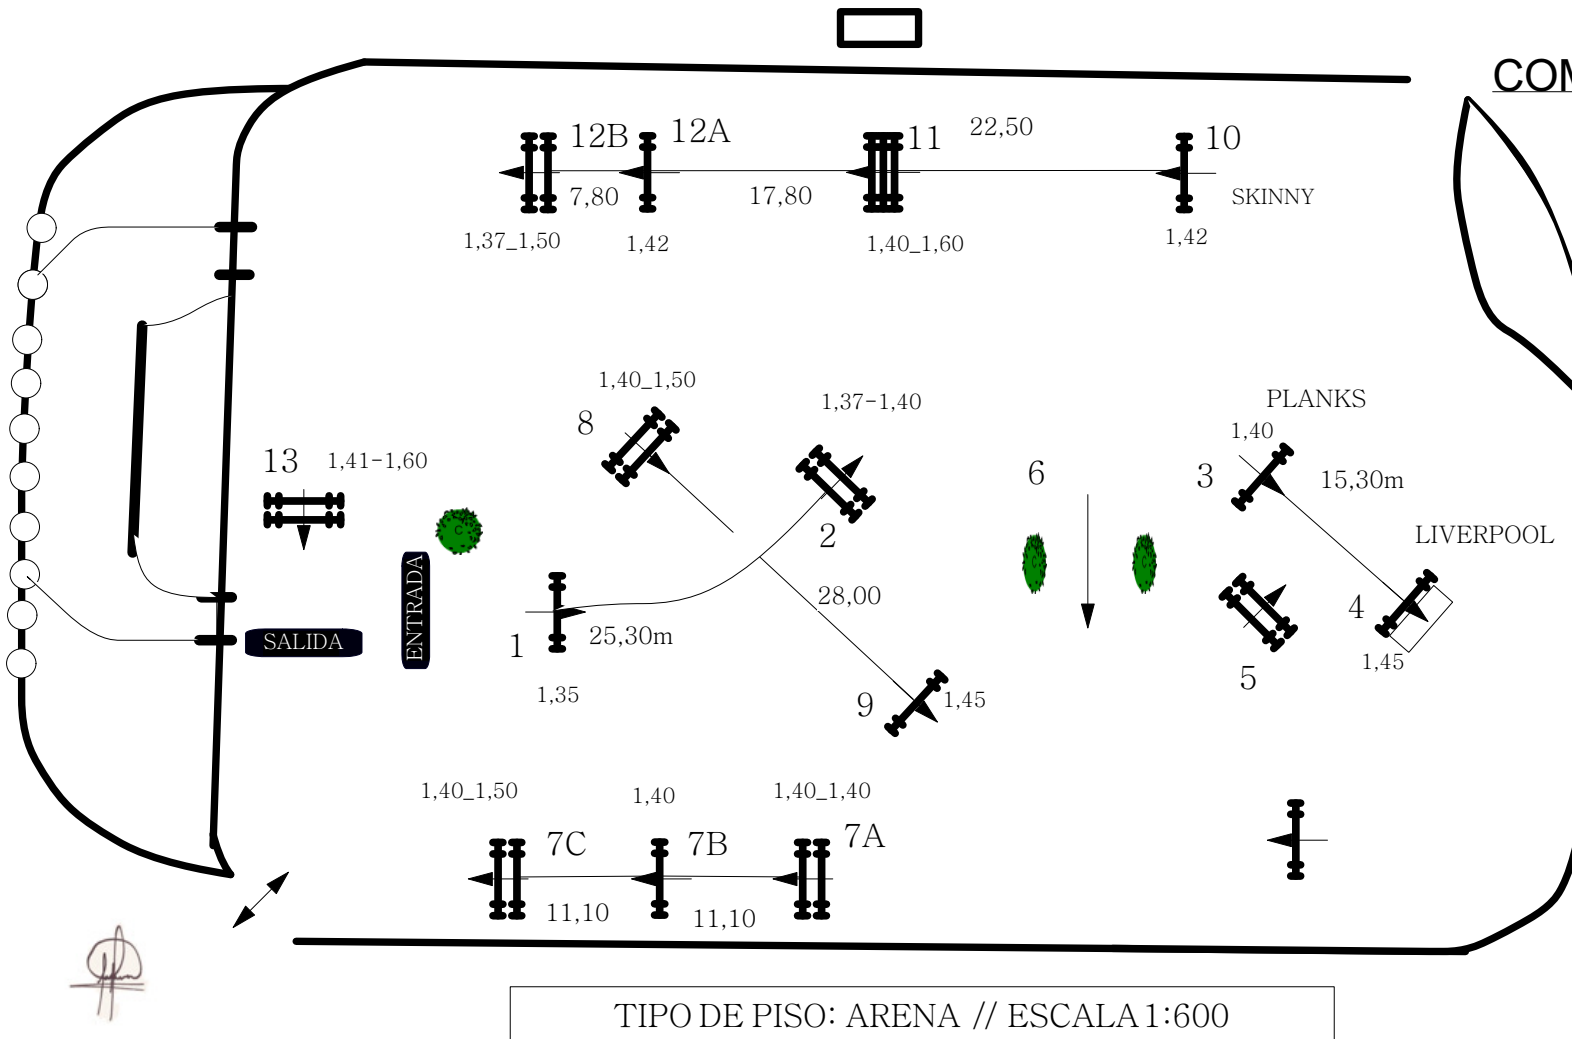 COM
12B
12A
11
22,50
10
7,80
17,80
SKINNY
1,37_1,50
1,42
1,40_1,60
1,42
1,40_1,50
1,37-1,40
PLANKS
8
1,40
13
1,41-1,60
6
3
15,30m
2
LIVERPOOL
C
C
C
ENTRADA
28,00
4
SALIDA
1
25,30m
1,45
5
1,35
9
1,45
1,40_1,50
1,40
1,40_1,40
7C
7B
7A
11,10
11,10
TIPO DE PISO: ARENA // ESCALA 1:600